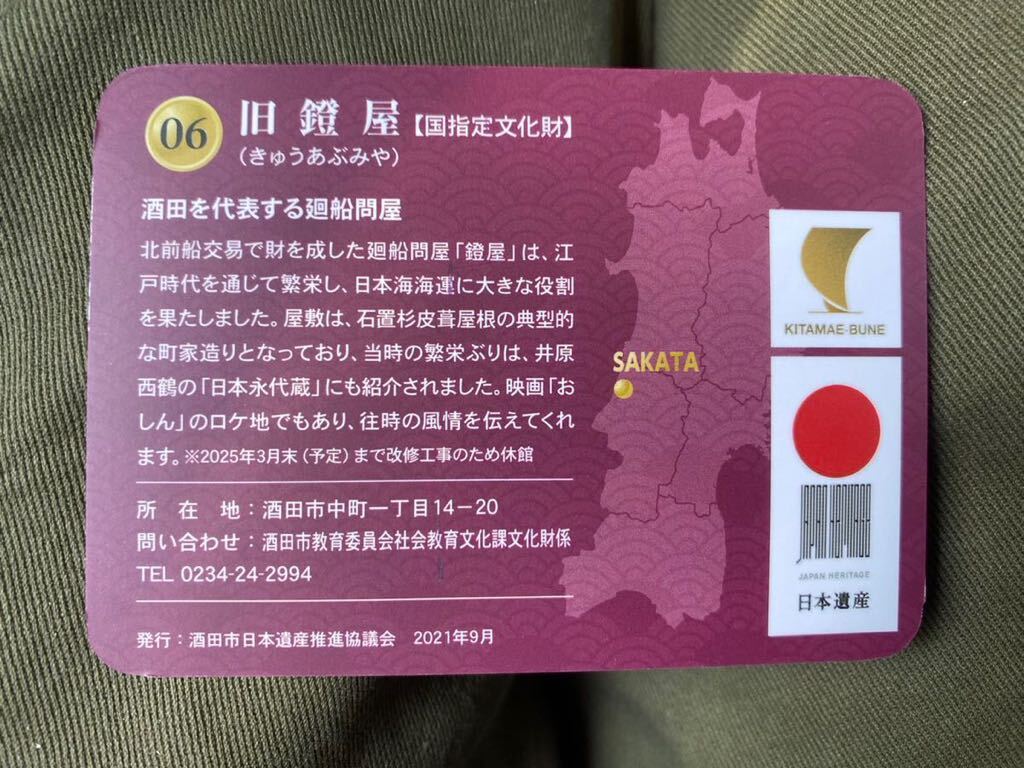 06 旧鐙屋【国指定文化財】
(きゅうあぶみや)
酒田を代表する廻船問屋
北前船交易で財を成した廻船問屋「鐙屋」は、江
戸時代を通じて繁栄し、日本海海運に大きな役割
を果たしました。屋敷は、石置杉皮葺屋根の典型的
な町家造りとなっており、当時の繁栄ぶりは、井原
西鶴の「日本永代蔵」にも紹介されました。映画「お
しん」のロケ地でもあり、往時の風情を伝えてくれ
ます。※2025年3月末(予定)まで改修工事のため休館
所在地:酒田市中町一丁目14-20
問い合わせ:酒田市教育委員会社会教育文化課文化財係
TEL 0234-24-2994
発行:酒田市日本遺産推進協議会 2021年9月
SAKATA
KITAMAE-BUNE
JAPAN HERITAGE
日本遺産